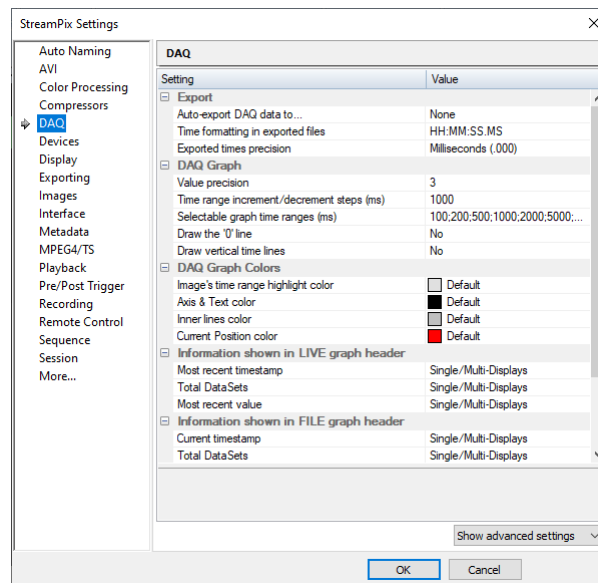 StreamPix Settings
Auto Naming
AVI
Color Processing
Compressors
DAQ
Devices
Display
Exporting
Images
Interface
Metadata
MPEG4/TS
Playback
Pre/Post Trigger
Recording
Remote Control
Sequence
Session
More...
DAQ
Setting Value
Export
Auto-export DAQ data to... None
Time formatting in exported files HH:MM:SS.MS
Exported times precision Milliseconds (.000)
DAQ Graph
Value precision 3
Time range increment/decrement steps (ms) 1000
Selectable graph time ranges (ms) 100;200;500;1000;2000;5000;...
Draw the '0' line No
Draw vertical time lines No
DAQ Graph Colors
Image's time range highlight color Default
Axis & Text color Default
Inner lines color Default
Current Position color Default
Information shown in LIVE graph header
Most recent timestamp Single/Multi-Displays
Total DataSets Single/Multi-Displays
Most recent value Single/Multi-Displays
Information shown in FILE graph header
Current timestamp Single/Multi-Displays
Total DataSets Single/Multi-Displays
Show advanced settings
OK Cancel